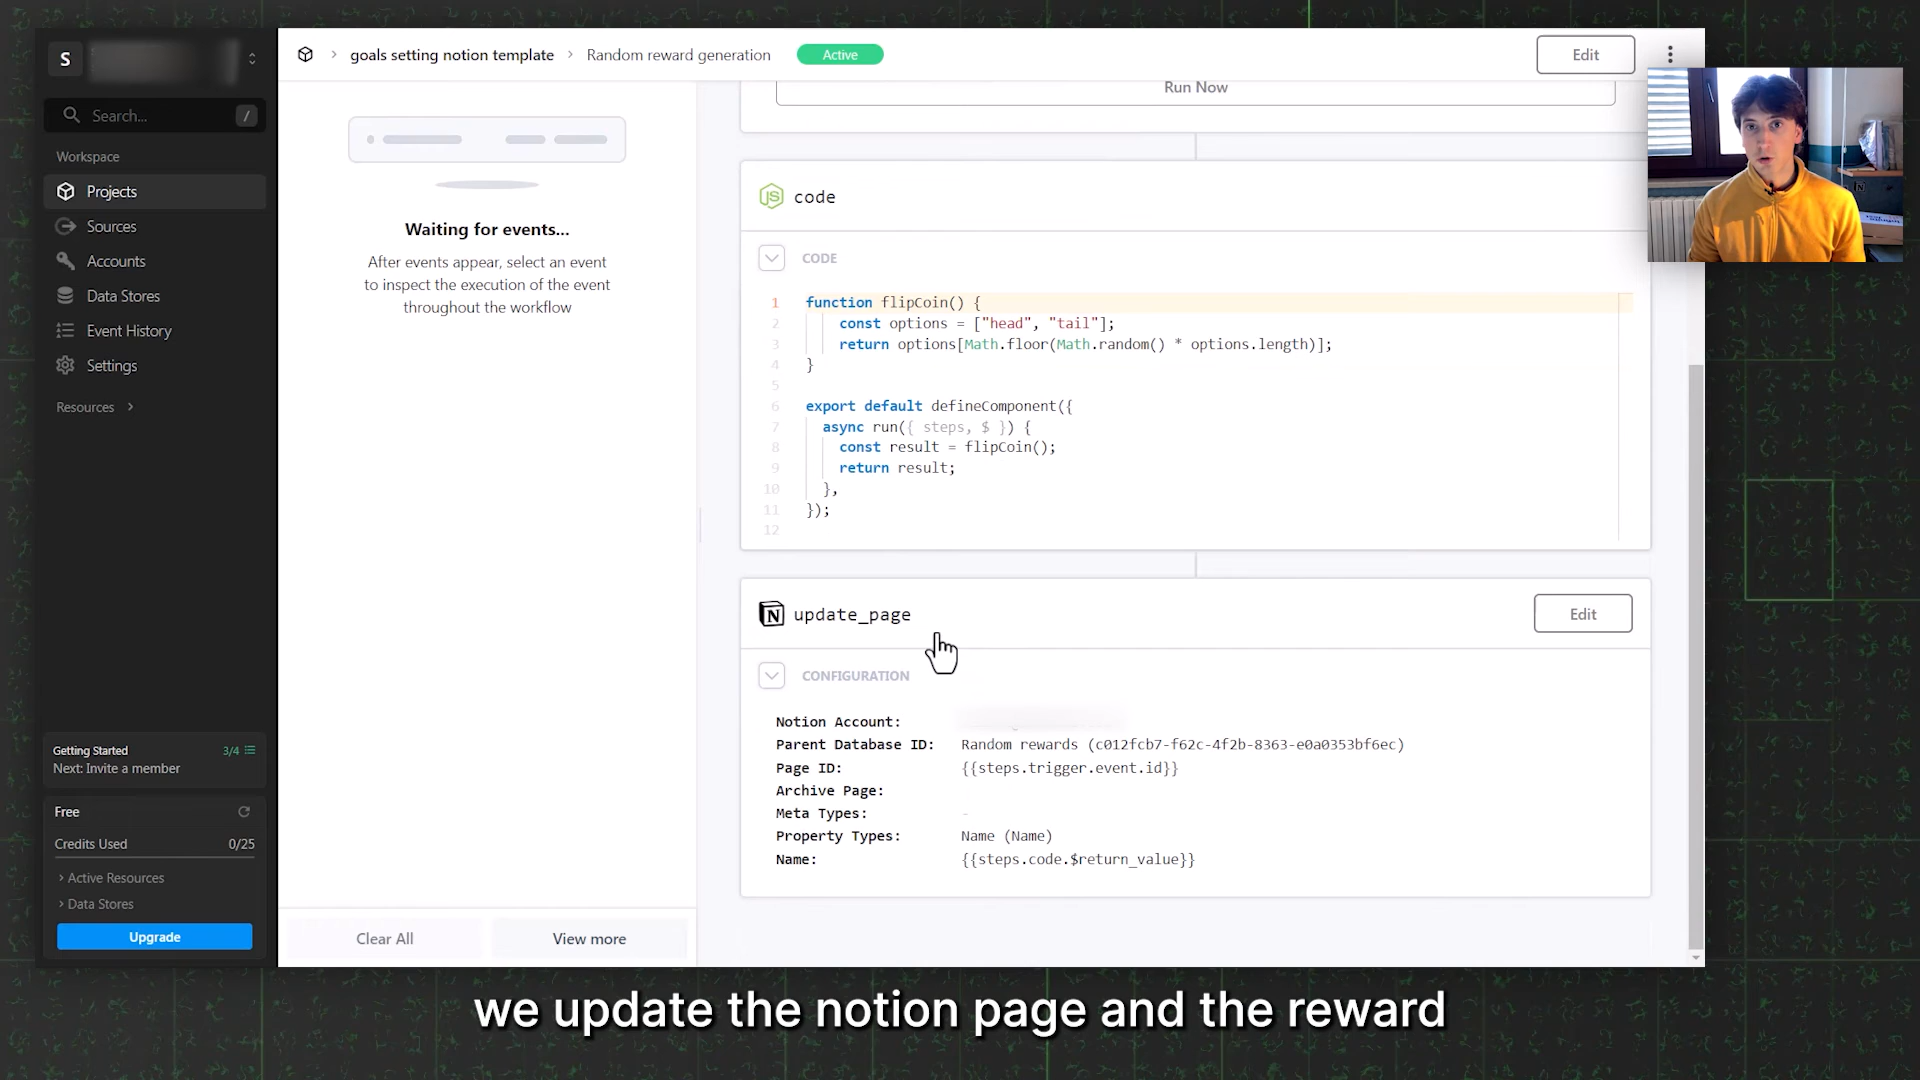 S
Search...
/
Workspace
Projects
Sources
Accounts
Data Stores
Event History
Settings
Resources
Getting Started
3/4
Next: Invite a member
Free
Credits Used
0/25
Active Resources
Data Stores
Upgrade
goals setting notion template
Random reward generation
Active
Edit
Waiting for events...
After events appear, select an event
to inspect the execution of the event
throughout the workflow
Clear All
View more
Run Now
JS code
CODE
1 function flipCoin() {
2 const options = ["head", "tail"];
3 return options[Math.floor(Math.random() * options.length)];
4 }
5
6 export default defineComponent({
7 async run({ steps, $ }) {
8 const result = flipCoin();
9 return result;
10 },
11 });
12
N update_page
Edit
CONFIGURATION
Notion Account:
Parent Database ID: Random rewards (c012fcb7-f62c-4f2b-8363-e0a0353bf6ec)
Page ID: {{steps.trigger.event.id}}
Archive Page:
Meta Types: -
Property Types: Name (Name)
Name: {{steps.code.$return_value}}
we update the notion page and the reward